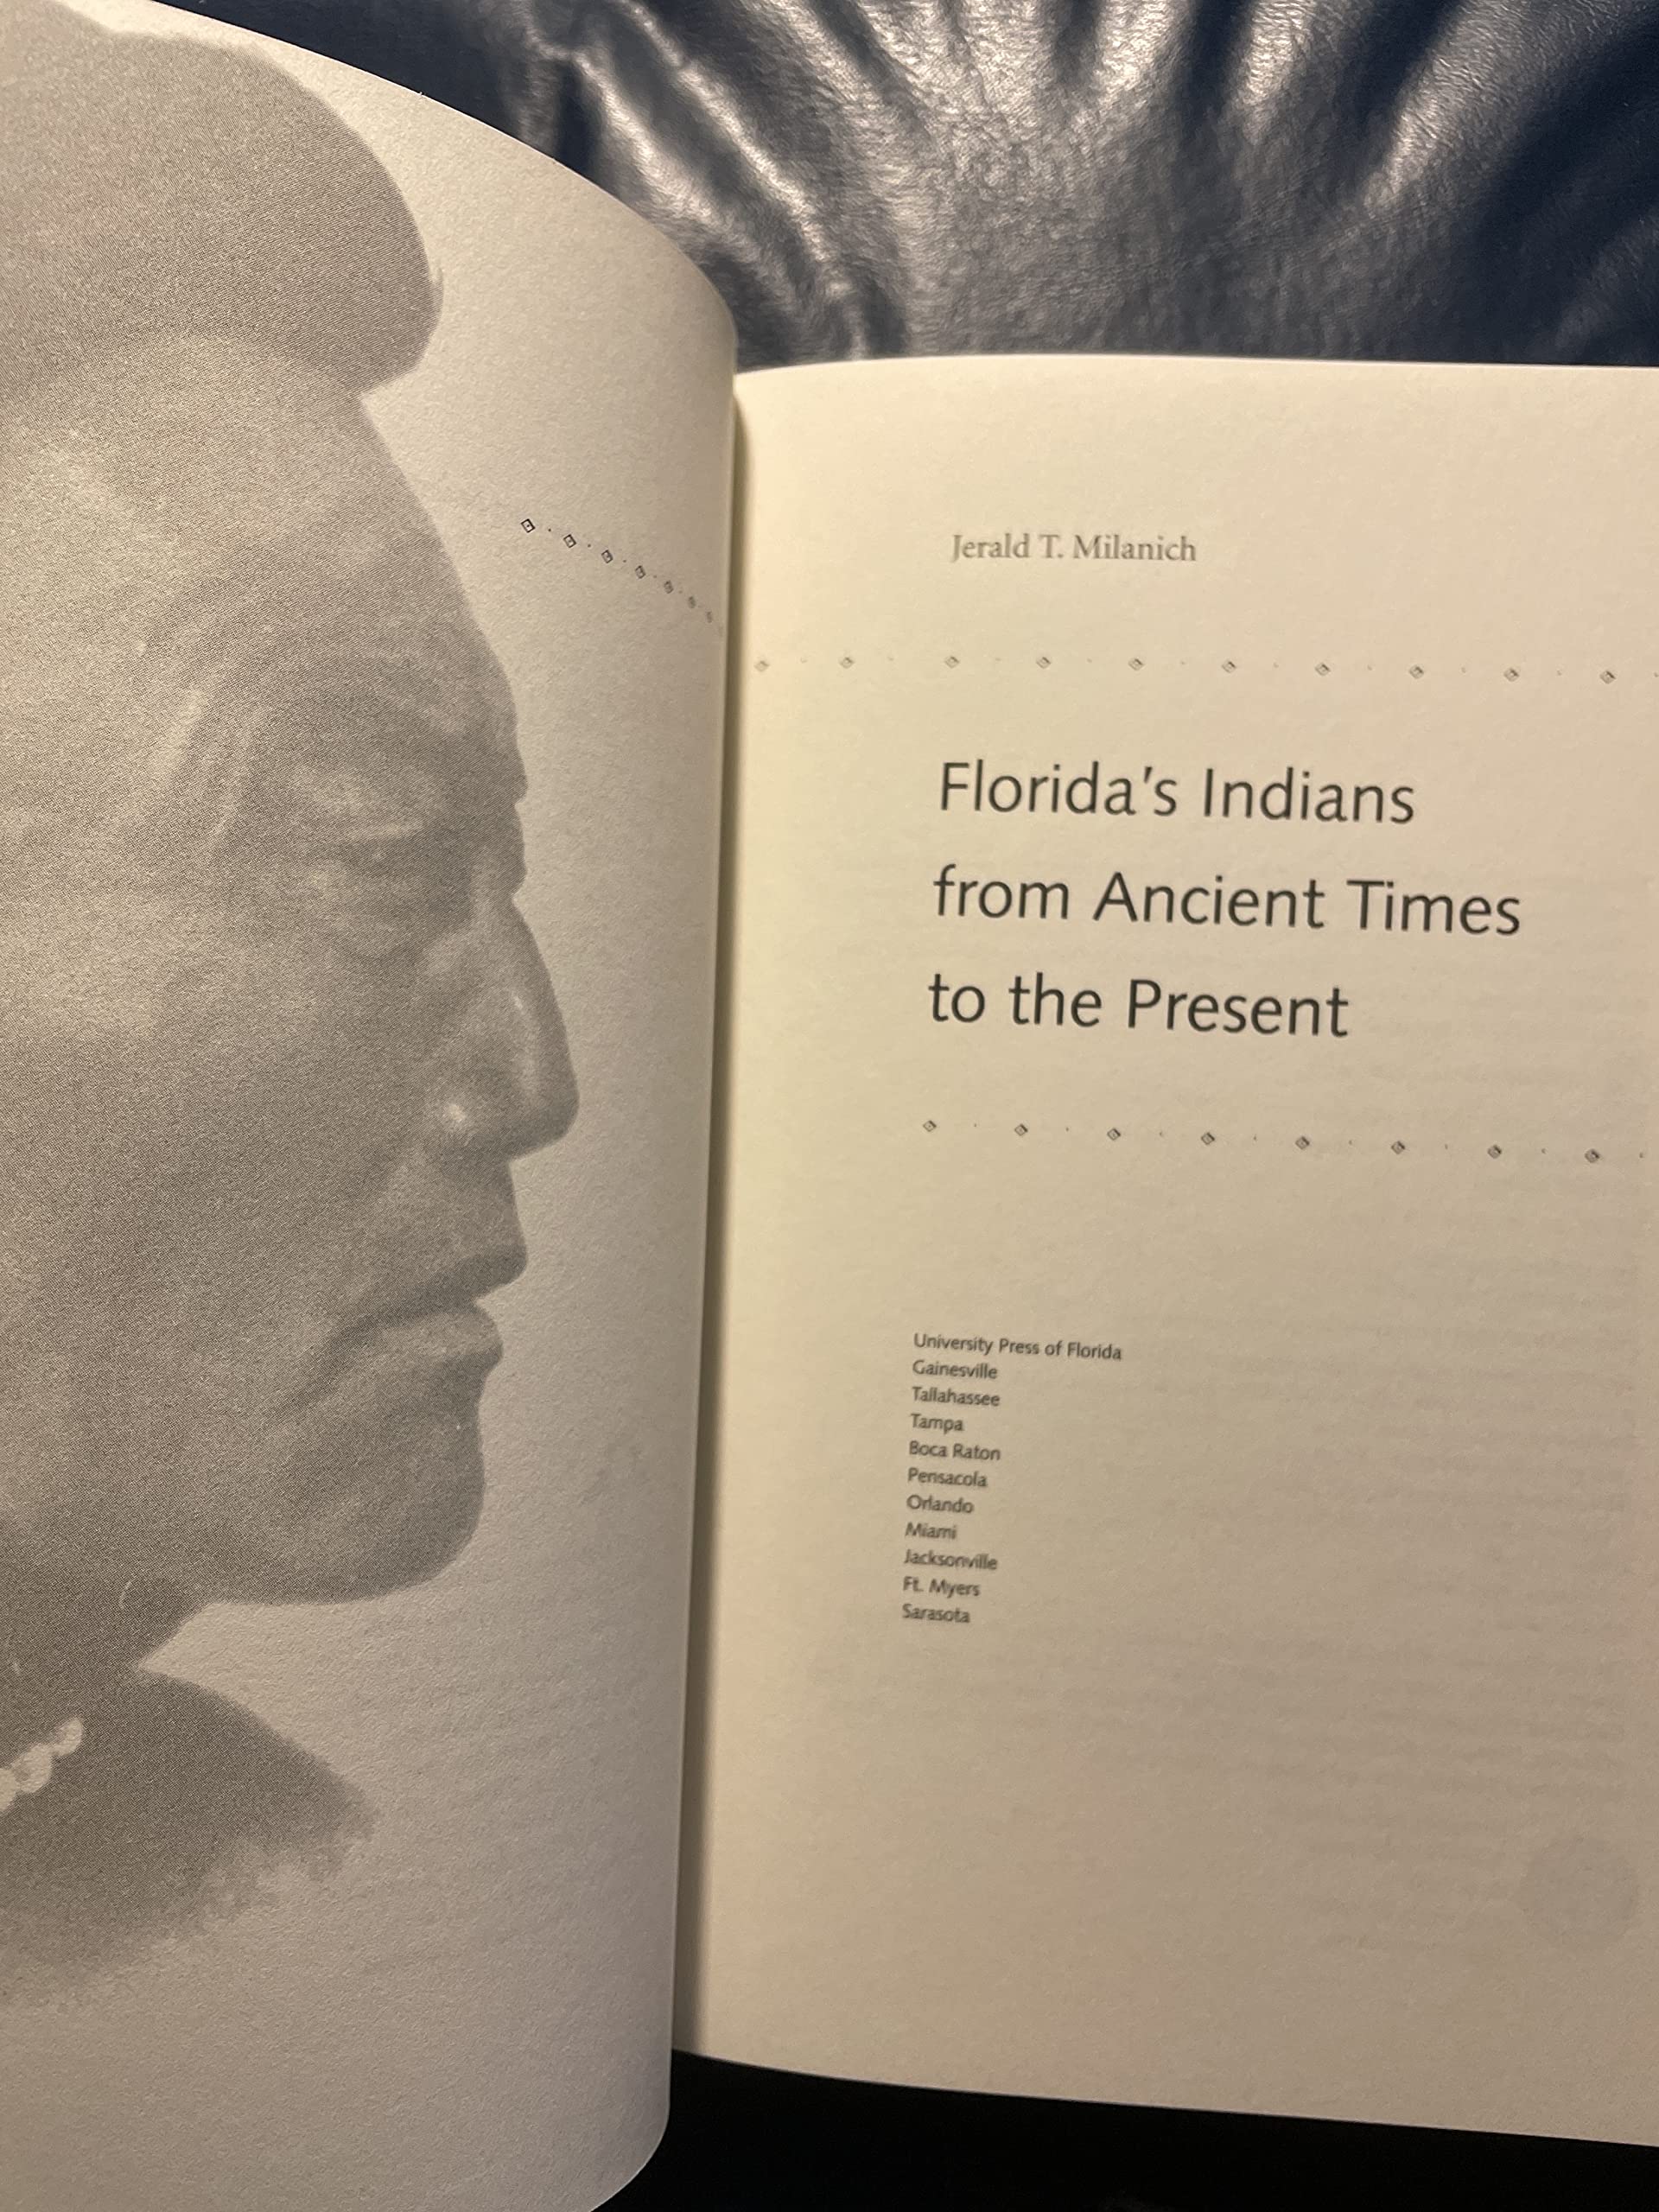 Jerald T. Milanich
Florida's Indians
from Ancient Times
to the Present
University Press of Florida
Gainesville
Tallahassee
Tampa
Boca Raton
Pensacola
Orlando
Miami
Jacksonville
Ft. Myers
Sarasota